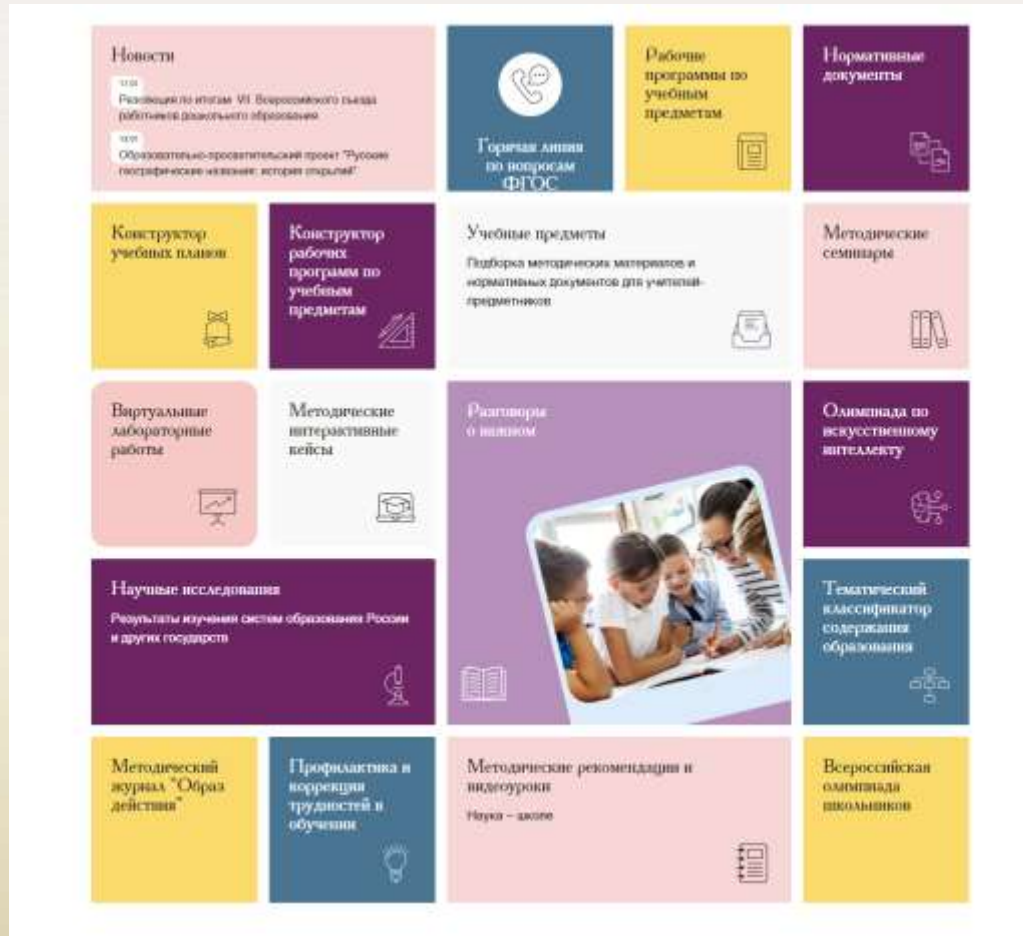 Новости
Резолюция по итогам VII Всероссийского съезда
работников дошкольного образования
Образовательно-просветительский проект "Русские
географические названия: история открытий"
Горячая линия
по вопросам
ФГОС
Рабочие
программы по
учебным
предметам
Нормативные
документы
Конструктор
учебных планов
Конструктор
рабочих
программ по
учебным
предметам
Учебные предметы
Подборка методических материалов и
нормативных документов для учителей-
предметников
Методические
семинары
Виртуальные
лабораторные
работы
Методические
интерактивные
кейсы
Разговоры
о важном
Олимпиада по
искусственному
интеллекту
Научные исследования
Результаты изучения систем образования России
и других государств
Тематический
классификатор
содержания
образования
Методический
журнал "Образ
действия"
Профилактика и
коррекция
трудностей в
обучении
Методические рекомендации и
видеоуроки
Наука – школе
Всероссийская
олимпиада
школьников